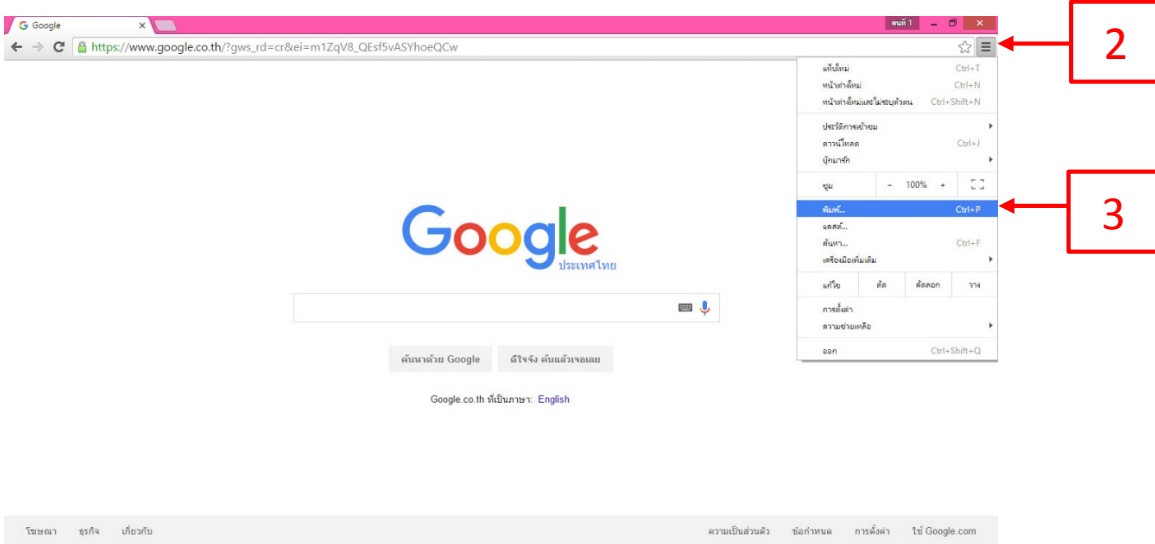 Google
คนที่ 1
https://www.google.co.th/?gws_rd=cr&ei=m1ZqV8_QEsf5vASYhoeQCw
2
แท็บใหม่ Ctrl+T
หน้าต่างใหม่ Ctrl+N
หน้าต่างใหม่และไม่ระบุตัวตน Ctrl+Shift+N
ประวัติการเข้าชม
ดาวน์โหลด Ctrl+J
บุ๊กมาร์ก
ซูม - 100% +
พิมพ์... Ctrl+P
3
แคสต์...
ค้นหา... Ctrl+F
เครื่องมือเพิ่มเติม
แก้ไข ตัด คัดลอก วาง
การตั้งค่า
ความช่วยเหลือ
ออก Ctrl+Shift+Q
Google
ประเทศไทย
ค้นหาด้วย Google ดีใจจัง ค้นแล้วเจอเลย
Google.co.th ที่เป็นภาษา: English
โฆษณา ธุรกิจ เกี่ยวกับ ความเป็นส่วนตัว ข้อกำหนด การตั้งค่า ใช้ Google.com